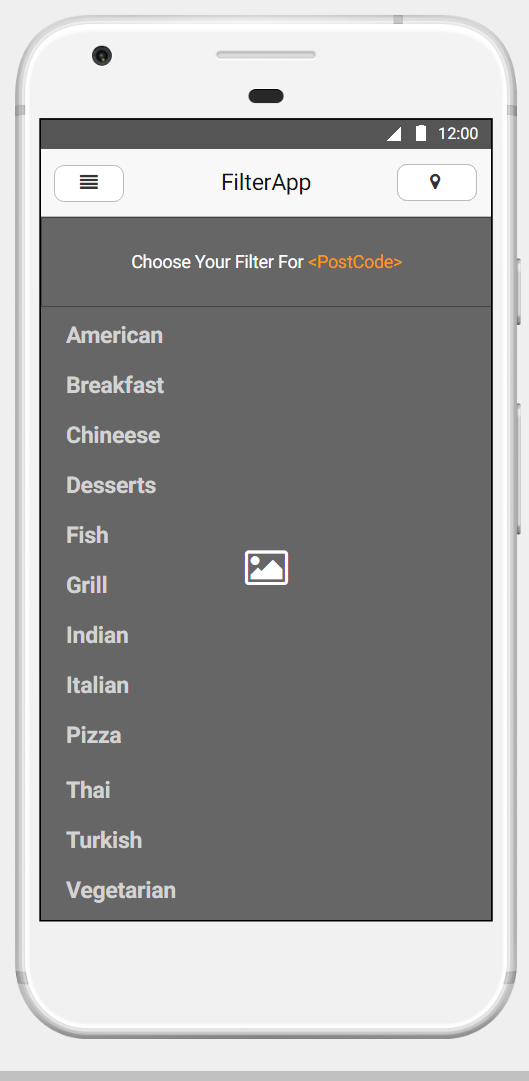 12:00
FilterApp
Choose Your Filter For <PostCode>
American
Breakfast
Chineese
Desserts
Fish
Grill
Indian
Italian
Pizza
Thai
Turkish
Vegetarian